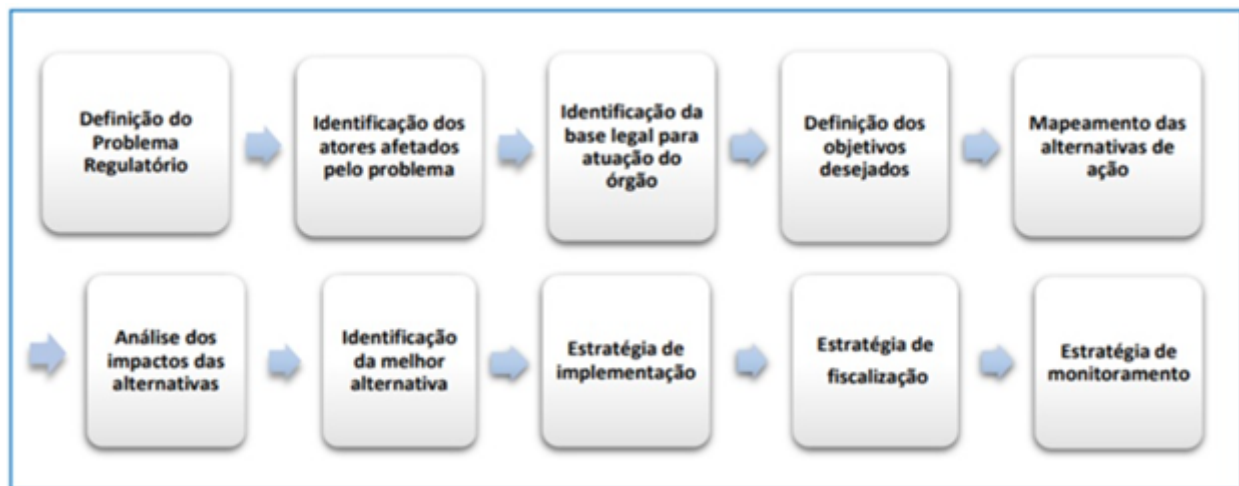 Definição do
Problema
Regulatório
Identificação dos
atores afetados
pelo problema
Identificação da
base legal para
atuação do
órgão
Definição dos
objetivos
desejados
Mapeamento das
alternativas de
ação
Análise dos
impactos das
alternativas
Identificação
da melhor
alternativa
Estratégia de
implementação
Estratégia de
fiscalização
Estratégia de
monitoramento